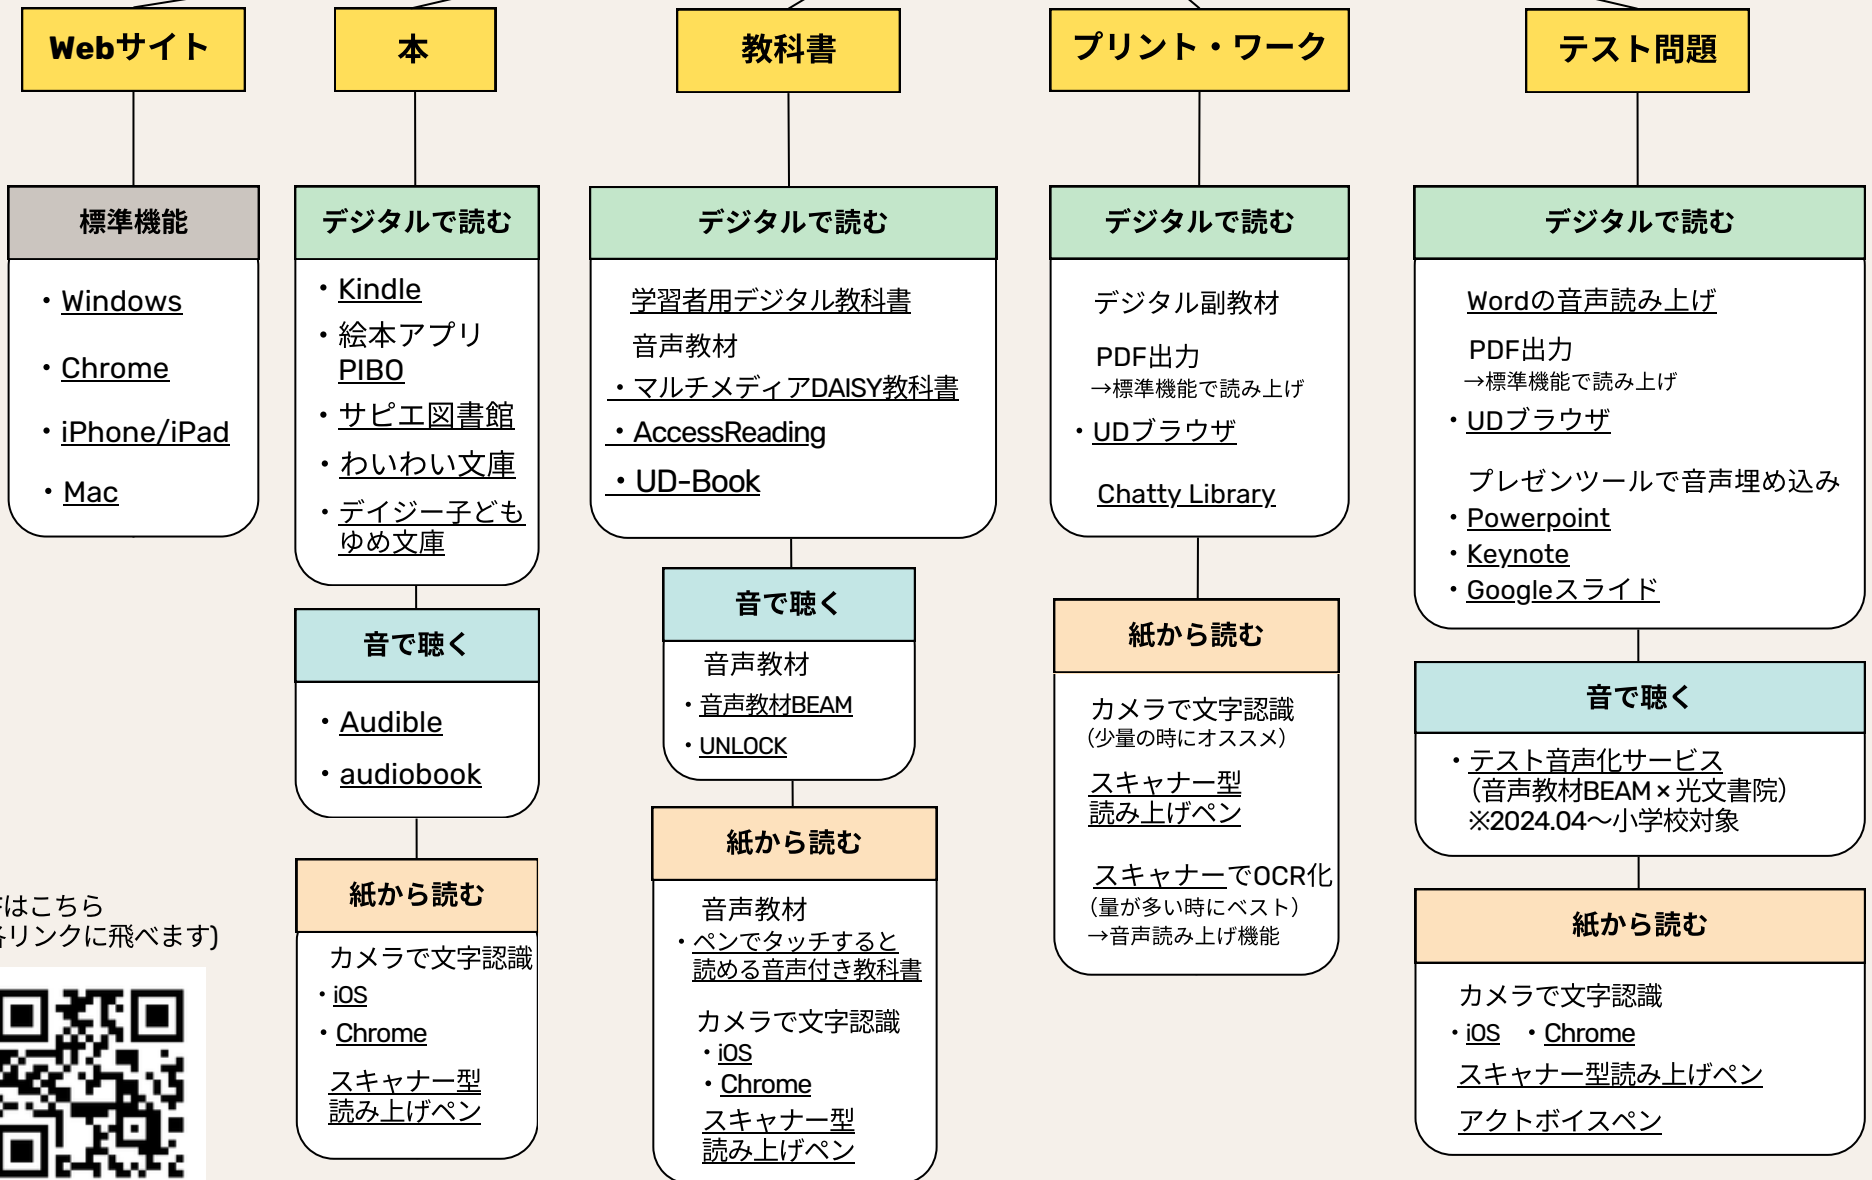 Webサイト
標準機能
・Windows
・Chrome
・iPhone/iPad
・Mac
はこちら
リンクに飛べます)
本
デジタルで読む
・Kindle
・絵本アプリ
PIBO
・サピエ図書館
・わいわい文庫
・デイジー子ども
ゆめ文庫
音で聴く
・Audible
・audiobook
紙から読む
カメラで文字認識
・iOS
・Chrome
スキャナー型
読み上げペン
教科書
デジタルで読む
学習者用デジタル教科書
音声教材
・マルチメディアDAISY教科書
・AccessReading
・UD-Book
音で聴く
音声教材
・音声教材BEAM
・UNLOCK
紙から読む
音声教材
・ペンでタッチすると
読める音声付き教科書
カメラで文字認識
・iOS
・Chrome
スキャナー型
読み上げペン
プリント・ワーク
デジタルで読む
デジタル副教材
PDF出力
→標準機能で読み上げ
・UDブラウザ
Chatty Library
紙から読む
カメラで文字認識
（少量の時にオススメ）
スキャナー型
読み上げペン
スキャナーでOCR化
（量が多い時にベスト）
→音声読み上げ機能
テスト問題
デジタルで読む
Wordの音声読み上げ
PDF出力
→標準機能で読み上げ
・UDブラウザ
プレゼンツールで音声埋め込み
・Powerpoint
・Keynote
・Googleスライド
音で聴く
・テスト音声化サービス
（音声教材BEAM × 光文書院）
※2024.04〜小学校対象
紙から読む
カメラで文字認識
・iOS ・Chrome
スキャナー型読み上げペン
アクトボイスペン